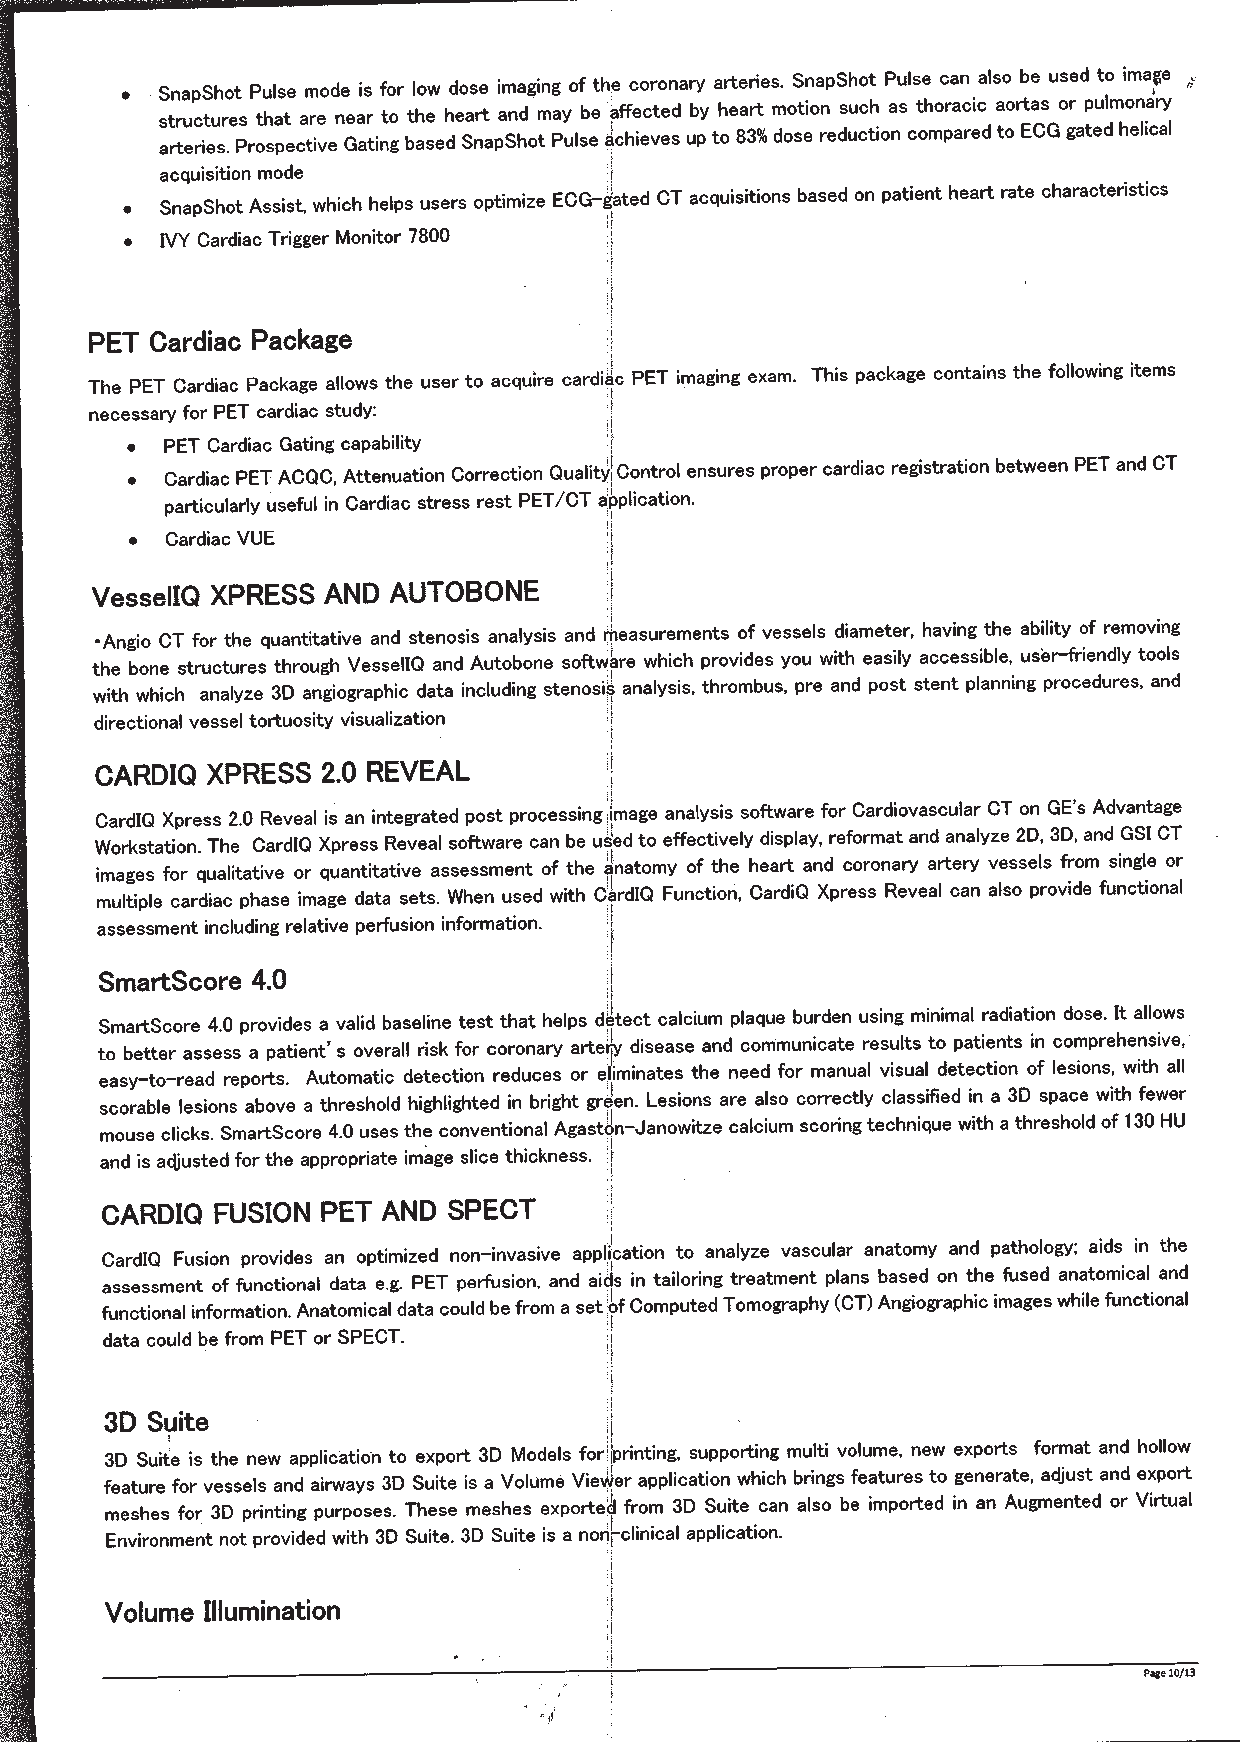 • SnapShot Pulse mode is for low dose imaging of the coronary arteries. SnapShot Pulse can also be used to image
structures that are near to the heart and may be affected by heart motion such as thoracic aortas or pulmonary
arteries. Prospective Gating based SnapShot Pulse achieves up to 83% dose reduction compared to ECG gated helical
acquisition mode
• SnapShot Assist, which helps users optimize ECG-gated CT acquisitions based on patient heart rate characteristics
• IVY Cardiac Trigger Monitor 7800
PET Cardiac Package
The PET Cardiac Package allows the user to acquire cardiac PET imaging exam. This package contains the following items
necessary for PET cardiac study:
• PET Cardiac Gating capability
• Cardiac PET ACQC, Attenuation Correction Quality Control ensures proper cardiac registration between PET and CT
particularly useful in Cardiac stress rest PET/CT application.
• Cardiac VUE
VesselIQ XPRESS AND AUTOBONE
•Angio CT for the quantitative and stenosis analysis and measurements of vessels diameter, having the ability of removing
the bone structures through VesselIQ and Autobone software which provides you with easily accessible, user-friendly tools
with which analyze 3D angiographic data including stenosis analysis, thrombus, pre and post stent planning procedures, and
directional vessel tortuosity visualization
CARDIQ XPRESS 2.0 REVEAL
CardIQ Xpress 2.0 Reveal is an integrated post processing image analysis software for Cardiovascular CT on GE's Advantage
Workstation. The CardIQ Xpress Reveal software can be used to effectively display, reformat and analyze 2D, 3D, and GSI CT
images for qualitative or quantitative assessment of the anatomy of the heart and coronary artery vessels from single or
multiple cardiac phase image data sets. When used with CardIQ Function, CardiQ Xpress Reveal can also provide functional
assessment including relative perfusion information.
SmartScore 4.0
SmartScore 4.0 provides a valid baseline test that helps detect calcium plaque burden using minimal radiation dose. It allows
to better assess a patient's overall risk for coronary artery disease and communicate results to patients in comprehensive,
easy-to-read reports. Automatic detection reduces or eliminates the need for manual visual detection of lesions, with all
scorable lesions above a threshold highlighted in bright green. Lesions are also correctly classified in a 3D space with fewer
mouse clicks. SmartScore 4.0 uses the conventional Agaston-Janowitze calcium scoring technique with a threshold of 130 HU
and is adjusted for the appropriate image slice thickness.
CARDIQ FUSION PET AND SPECT
CardIQ Fusion provides an optimized non-invasive application to analyze vascular anatomy and pathology; aids in the
assessment of functional data e.g. PET perfusion, and aids in tailoring treatment plans based on the fused anatomical and
functional information. Anatomical data could be from a set of Computed Tomography (CT) Angiographic images while functional
data could be from PET or SPECT.
3D Suite
3D Suite is the new application to export 3D Models for printing, supporting multi volume, new exports format and hollow
feature for vessels and airways 3D Suite is a Volume Viewer application which brings features to generate, adjust and export
meshes for 3D printing purposes. These meshes exported from 3D Suite can also be imported in an Augmented or Virtual
Environment not provided with 3D Suite. 3D Suite is a non-clinical application.
Volume Illumination
Page 10/13